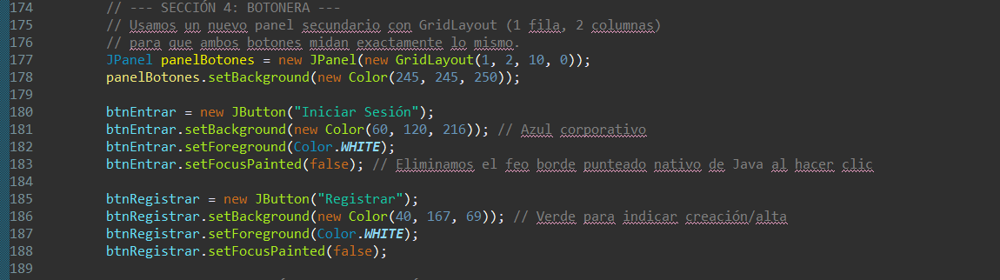 174 // --- SECCIÓN 4: BOTONERA ---
175 // Usamos un nuevo panel secundario con GridLayout (1 fila, 2 columnas)
176 // para que ambos botones midan exactamente lo mismo.
177 JPanel panelBotones = new JPanel(new GridLayout(1, 2, 10, 0));
178 panelBotones.setBackground(new Color(245, 245, 250));
179
180 btnEntrar = new JButton("Iniciar Sesión");
181 btnEntrar.setBackground(new Color(60, 120, 216)); // Azul corporativo
182 btnEntrar.setForeground(Color.WHITE);
183 btnEntrar.setFocusPainted(false); // Eliminamos el feo borde punteado nativo de Java al hacer clic
184
185 btnRegistrar = new JButton("Registrar");
186 btnRegistrar.setBackground(new Color(40, 167, 69)); // Verde para indicar creación/alta
187 btnRegistrar.setForeground(Color.WHITE);
188 btnRegistrar.setFocusPainted(false);
189